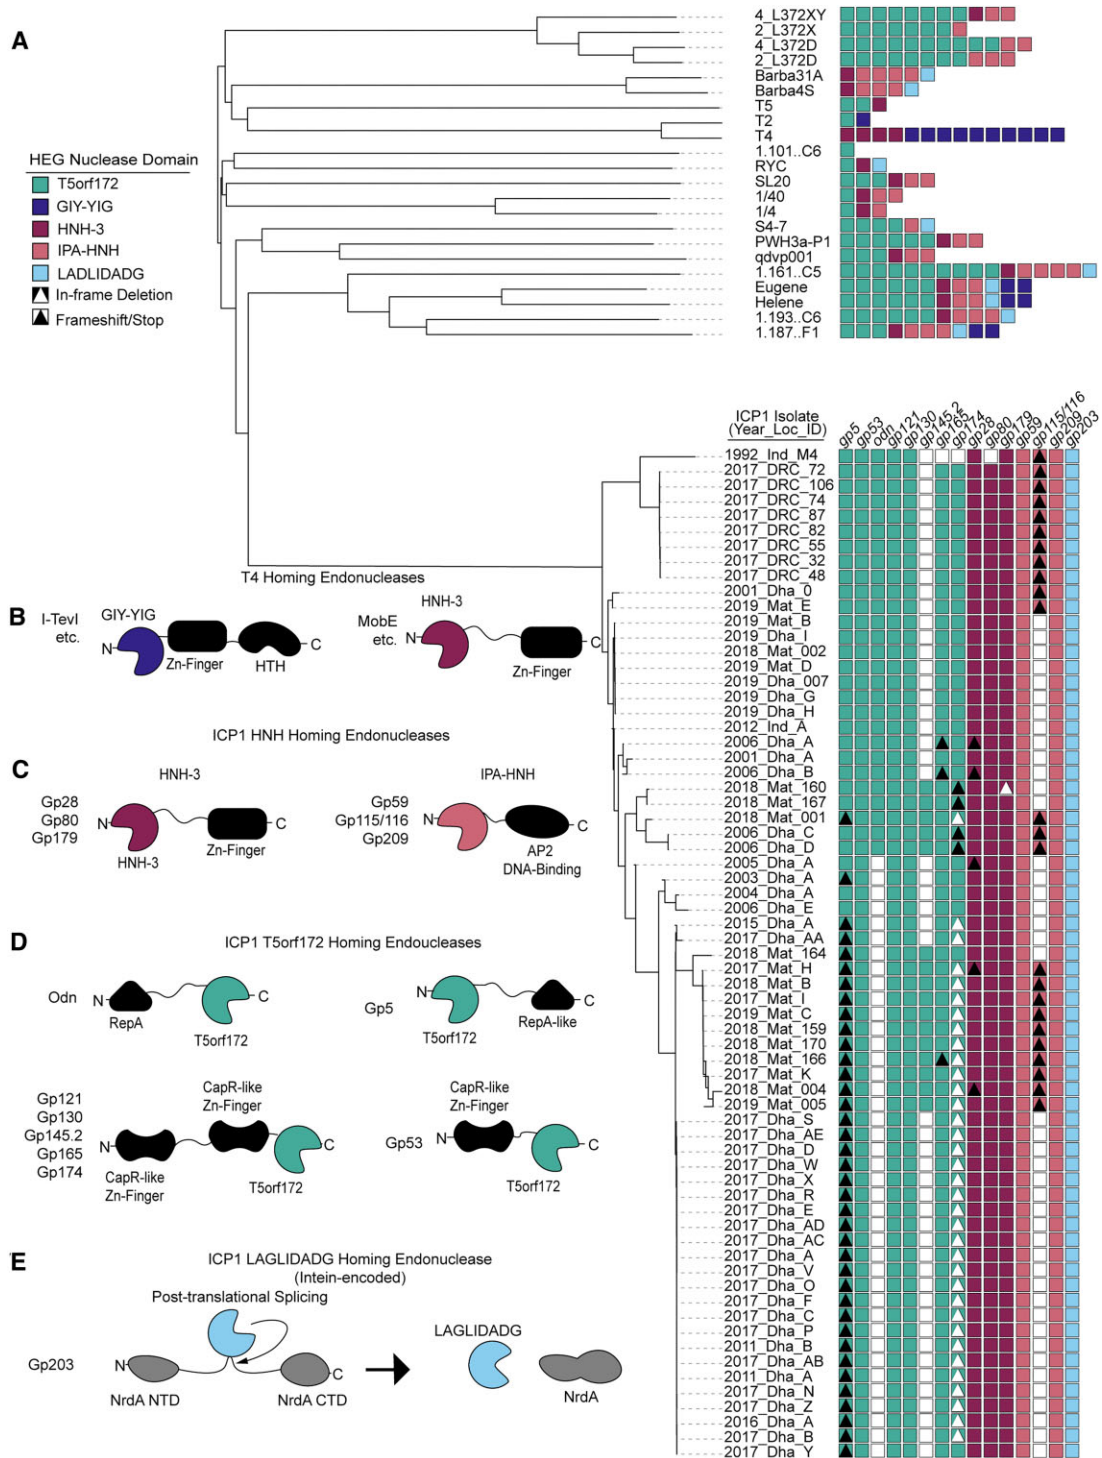 A
4_L372XY
2_L372X
4_L372D
2_L372D
Barba31A
Barba4S
T5
T2
T4
1.101..C6
RYC
SL20
1/40
1/4
S4-7
PWH3a-P1
qdvp001
1.161..C5
Eugene
Helene
1.193..C6
1.187..F1
HEG Nuclease Domain
T5orf172
GIY-YIG
HNH-3
IPA-HNH
LADLIDADG
In-frame Deletion
Frameshift/Stop
ICP1 Isolate
(Year_Loc_ID)
gp5
gp53
odn
gp121
gp130
gp145.2
gp165
gp174
gp28
gp80
gp179
gp59
gp115/116
gp209
gp203
1992_Ind_M4
2017_DRC_72
2017_DRC_106
2017_DRC_74
2017_DRC_87
2017_DRC_82
2017_DRC_55
2017_DRC_32
2017_DRC_48
2001_Dha_0
2019_Mat_E
2019_Mat_B
2019_Dha_I
2018_Mat_002
2019_Mat_D
2019_Dha_007
2019_Dha_G
2019_Dha_H
2012_Ind_A
2006_Dha_A
2001_Dha_A
2006_Dha_B
2018_Mat_160
2018_Mat_167
2018_Mat_001
2006_Dha_C
2006_Dha_D
2005_Dha_A
2003_Dha_A
2004_Dha_A
2006_Dha_E
2015_Dha_A
2017_Dha_AA
2018_Mat_164
2017_Mat_H
2018_Mat_B
2017_Mat_I
2019_Mat_C
2018_Mat_159
2018_Mat_170
2018_Mat_166
2017_Mat_K
2018_Mat_004
2019_Mat_005
2017_Dha_S
2017_Dha_AE
2017_Dha_D
2017_Dha_W
2017_Dha_X
2017_Dha_R
2017_Dha_E
2017_Dha_AD
2017_Dha_AC
2017_Dha_A
2017_Dha_V
2017_Dha_O
2017_Dha_F
2017_Dha_C
2017_Dha_P
2011_Dha_B
2017_Dha_AB
2011_Dha_A
2017_Dha_N
2017_Dha_Z
2016_Dha_A
2017_Dha_B
2017_Dha_Y
T4 Homing Endonucleases
B
I-TevI
etc.
GIY-YIG
N
Zn-Finger
HTH
C
MobE
etc.
HNH-3
N
Zn-Finger
C
ICP1 HNH Homing Endonucleases
C
HNH-3
Gp28
Gp80
Gp179
N
HNH-3
Zn-Finger
C
IPA-HNH
Gp59
Gp115/116
Gp209
N
AP2
DNA-Binding
C
D
ICP1 T5orf172 Homing Endoucleases
Odn
N
RepA
T5orf172
C
Gp5
N
T5orf172
RepA-like
C
Gp121
Gp130
Gp145.2
Gp165
Gp174
CapR-like
Zn-Finger
N
CapR-like
Zn-Finger
T5orf172
C
CapR-like
Zn-Finger
Gp53
N
T5orf172
C
E
ICP1 LAGLIDADG Homing Endonuclease
(Intein-encoded)
Post-translational Splicing
Gp203
N
NrdA NTD
NrdA CTD
C
LAGLIDADG
NrdA